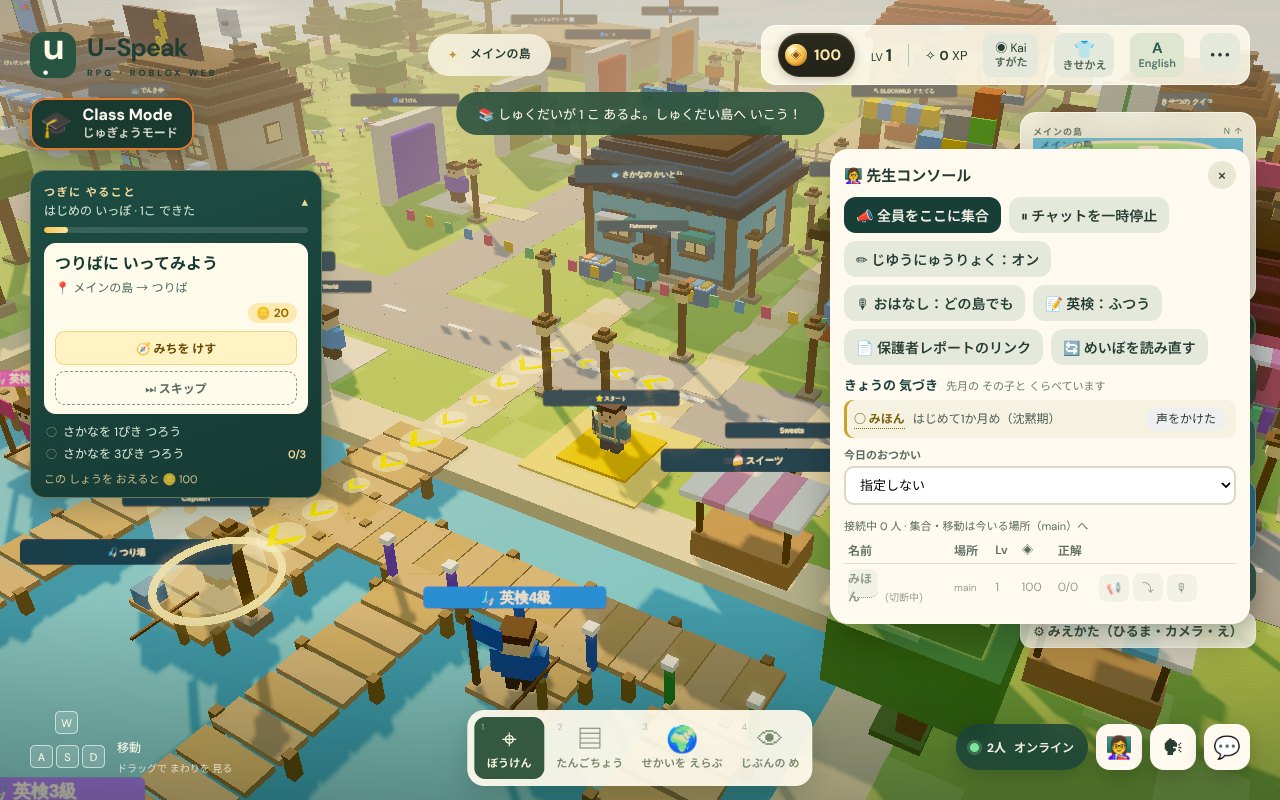 U-Speak
RPG · ROBLOX WEB
メインの島
100
LV 1
0 XP
Kai
すがた
きせかえ
A
English
Class Mode
じゅぎょうモード
しゅくだいが 1 こ あるよ。しゅくだい島へ いこう！
つぎに やること
はじめの いっぽ · 1こ できた
つりばに いってみよう
メインの島 → つりば
20
みちを けす
スキップ
さかなを 1ぴき つろう
さかなを 3びき つろう
0/3
この しょうを おえると 100
メインの島
N ↑
メインの島
先生コンソール
×
全員をここに集合
チャットを一時停止
じゆうにゅうりょく：オン
おはなし：どの島でも
英検：ふつう
保護者レポートのリンク
めいぼを読み直す
きょうの 気づき 先月の その子と くらべています
みほん はじめて1か月め（沈黙期）
声をかけた
今日のおつかい
指定しない
接続中 0 人 · 集合・移動は今いる場所（main）へ
名前 場所 Lv ◈ 正解
みほん （切断中） main 1 100 0/0
みえかた（ひるま・カメラ・え）
でんきや
ぼうけん
さかなの かいとり
Fishmonger
World
スタート
Sweets
スイーツ
Captain
つり場
英検4級
英検3級
W
A S D
移動
ドラッグで まわりを 見る
1 ぼうけん
2 たんごちょう
3 せかいを えらぶ
4 じぶんの め
2人 オンライン